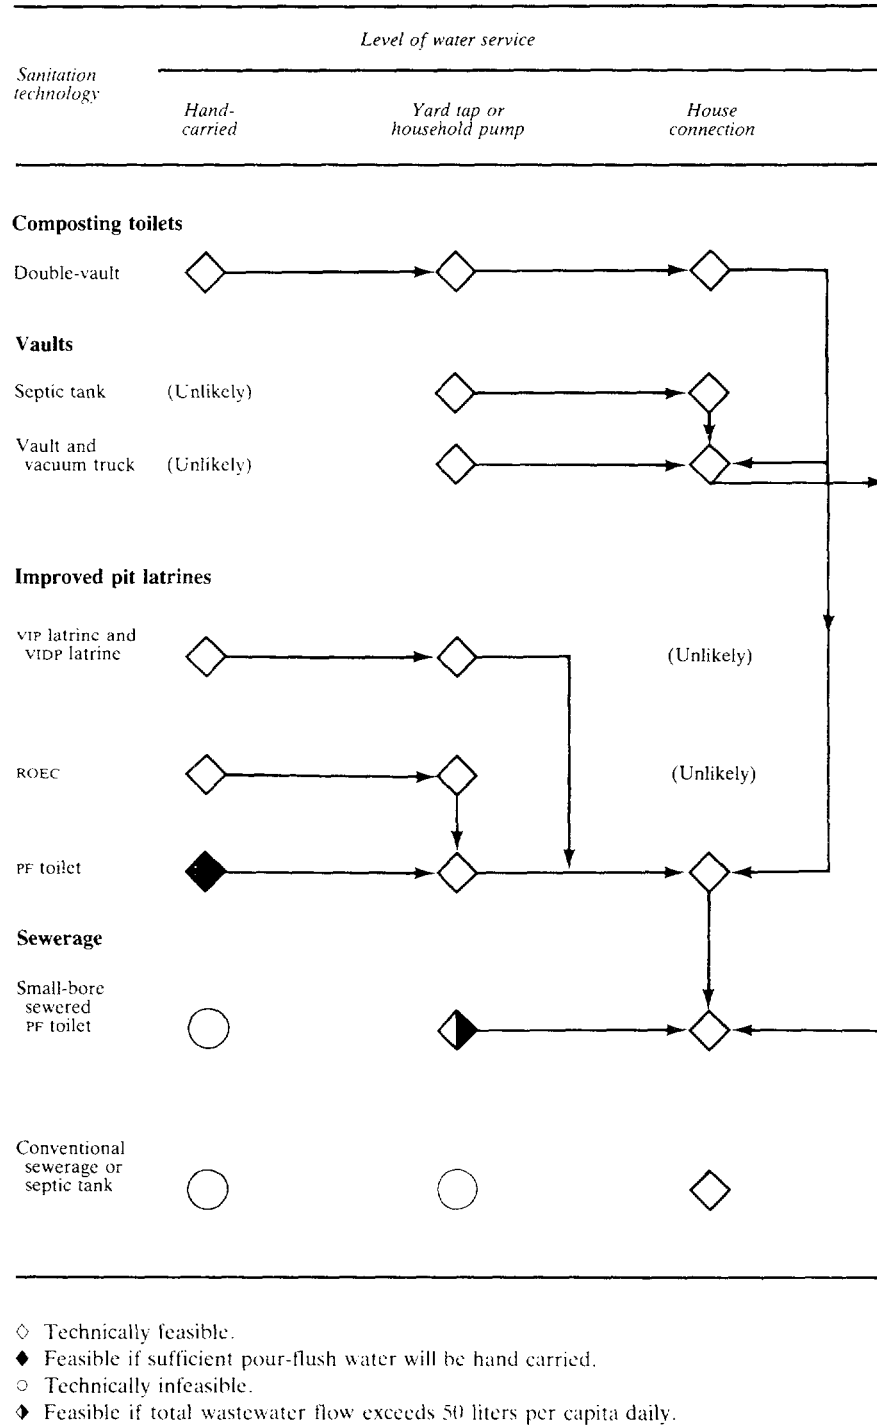 Level of water service
Sanitation
technology
Hand-
carried
Yard tap or
household pump
House
connection
Composting toilets
Double-vault
Vaults
Septic tank (Unlikely)
Vault and
vacuum truck (Unlikely)
Improved pit latrines
VIP latrine and
VIDP latrine (Unlikely)
ROEC (Unlikely)
PF toilet
Sewerage
Small-bore
sewered
PF toilet
Conventional
sewerage or
septic tank
◇ Technically feasible.
◆ Feasible if sufficient pour-flush water will be hand carried.
○ Technically infeasible.
⬗ Feasible if total wastewater flow exceeds 50 liters per capita daily.